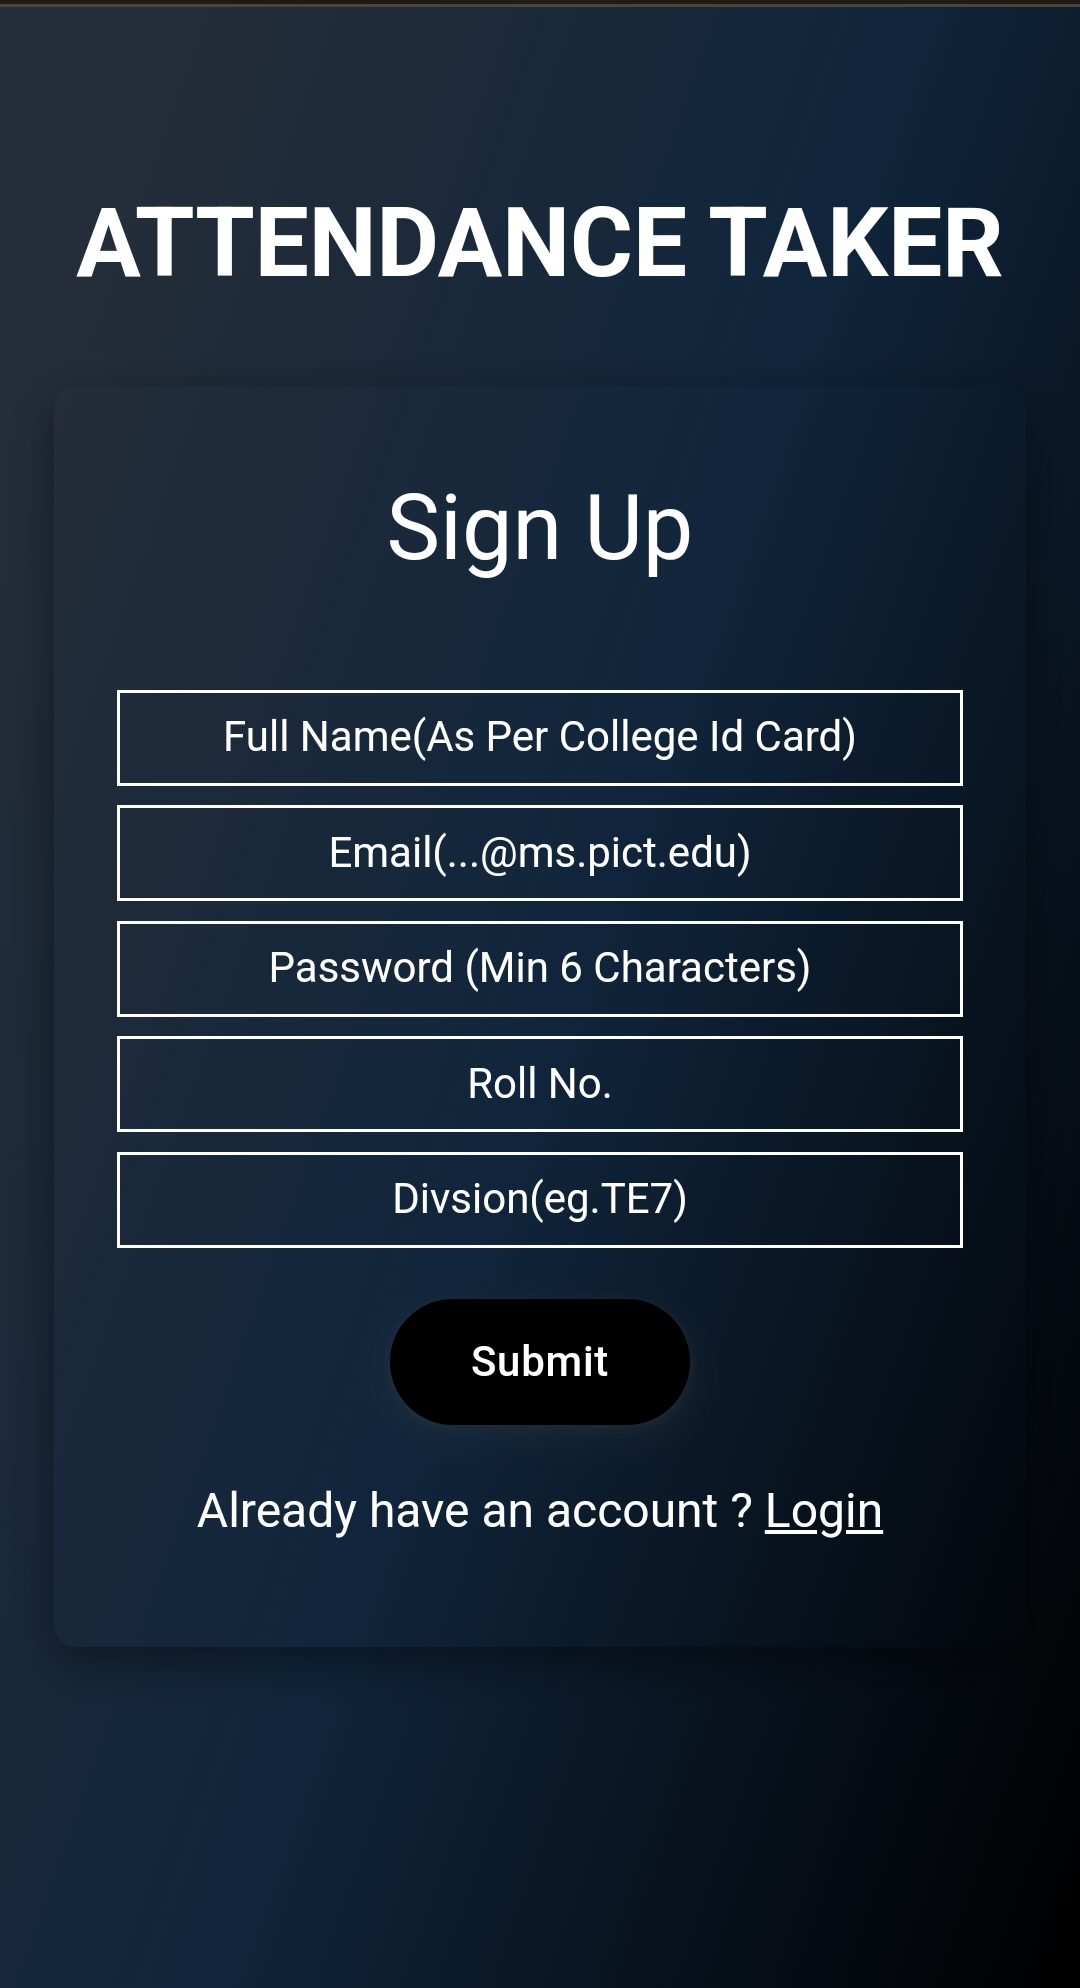 ATTENDANCE TAKER
Sign Up
Full Name(As Per College Id Card)
Email(...@ms.pict.edu)
Password (Min 6 Characters)
Roll No.
Divsion(eg.TE7)
Submit
Already have an account ? Login